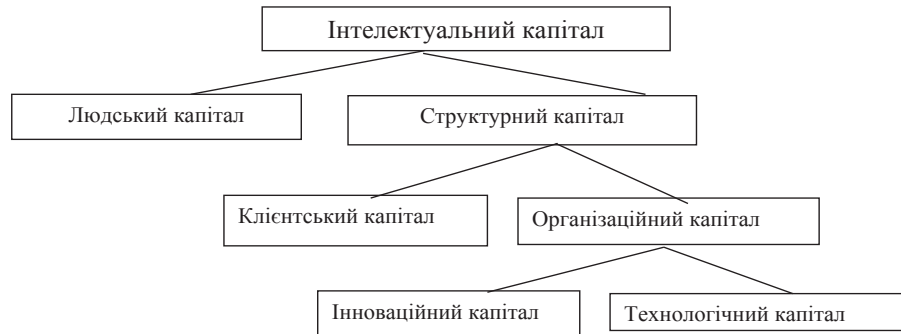 Інтелектуальний капітал
Людський капітал
Структурний капітал
Клієнтський капітал
Організаційний капітал
Інноваційний капітал
Технологічний капітал